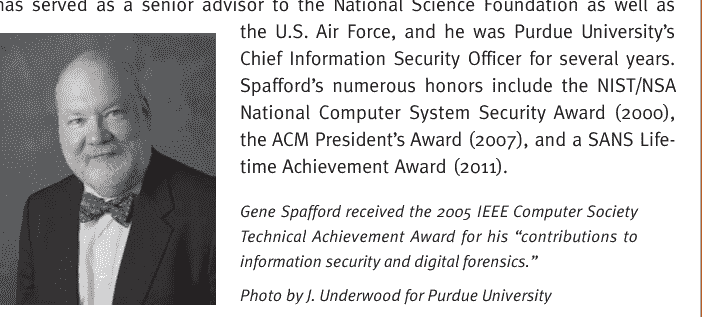 has served as a senior advisor to the National Science Foundation as well as
the U.S. Air Force, and he was Purdue University's
Chief Information Security Officer for several years.
Spafford's numerous honors include the NIST/NSA
National Computer System Security Award (2000),
the ACM President's Award (2007), and a SANS Life-
time Achievement Award (2011).
Gene Spafford received the 2005 IEEE Computer Society
Technical Achievement Award for his “contributions to
information security and digital forensics.”
Photo by J. Underwood for Purdue University